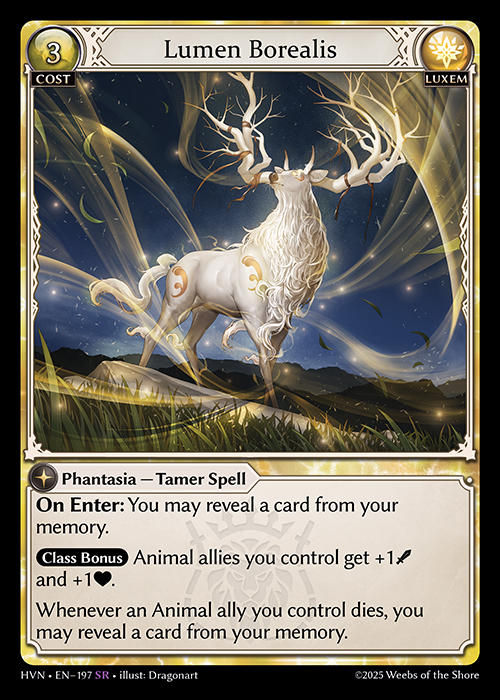 3
Lumen Borealis
COST
LUXEM
Phantasia — Tamer Spell
On Enter: You may reveal a card from your
memory.
Class Bonus Animal allies you control get +1
and +1.
Whenever an Animal ally you control dies, you
may reveal a card from your memory.
HVN • EN–197 SR • illust: Dragonart
©2025 Weebs of the Shore